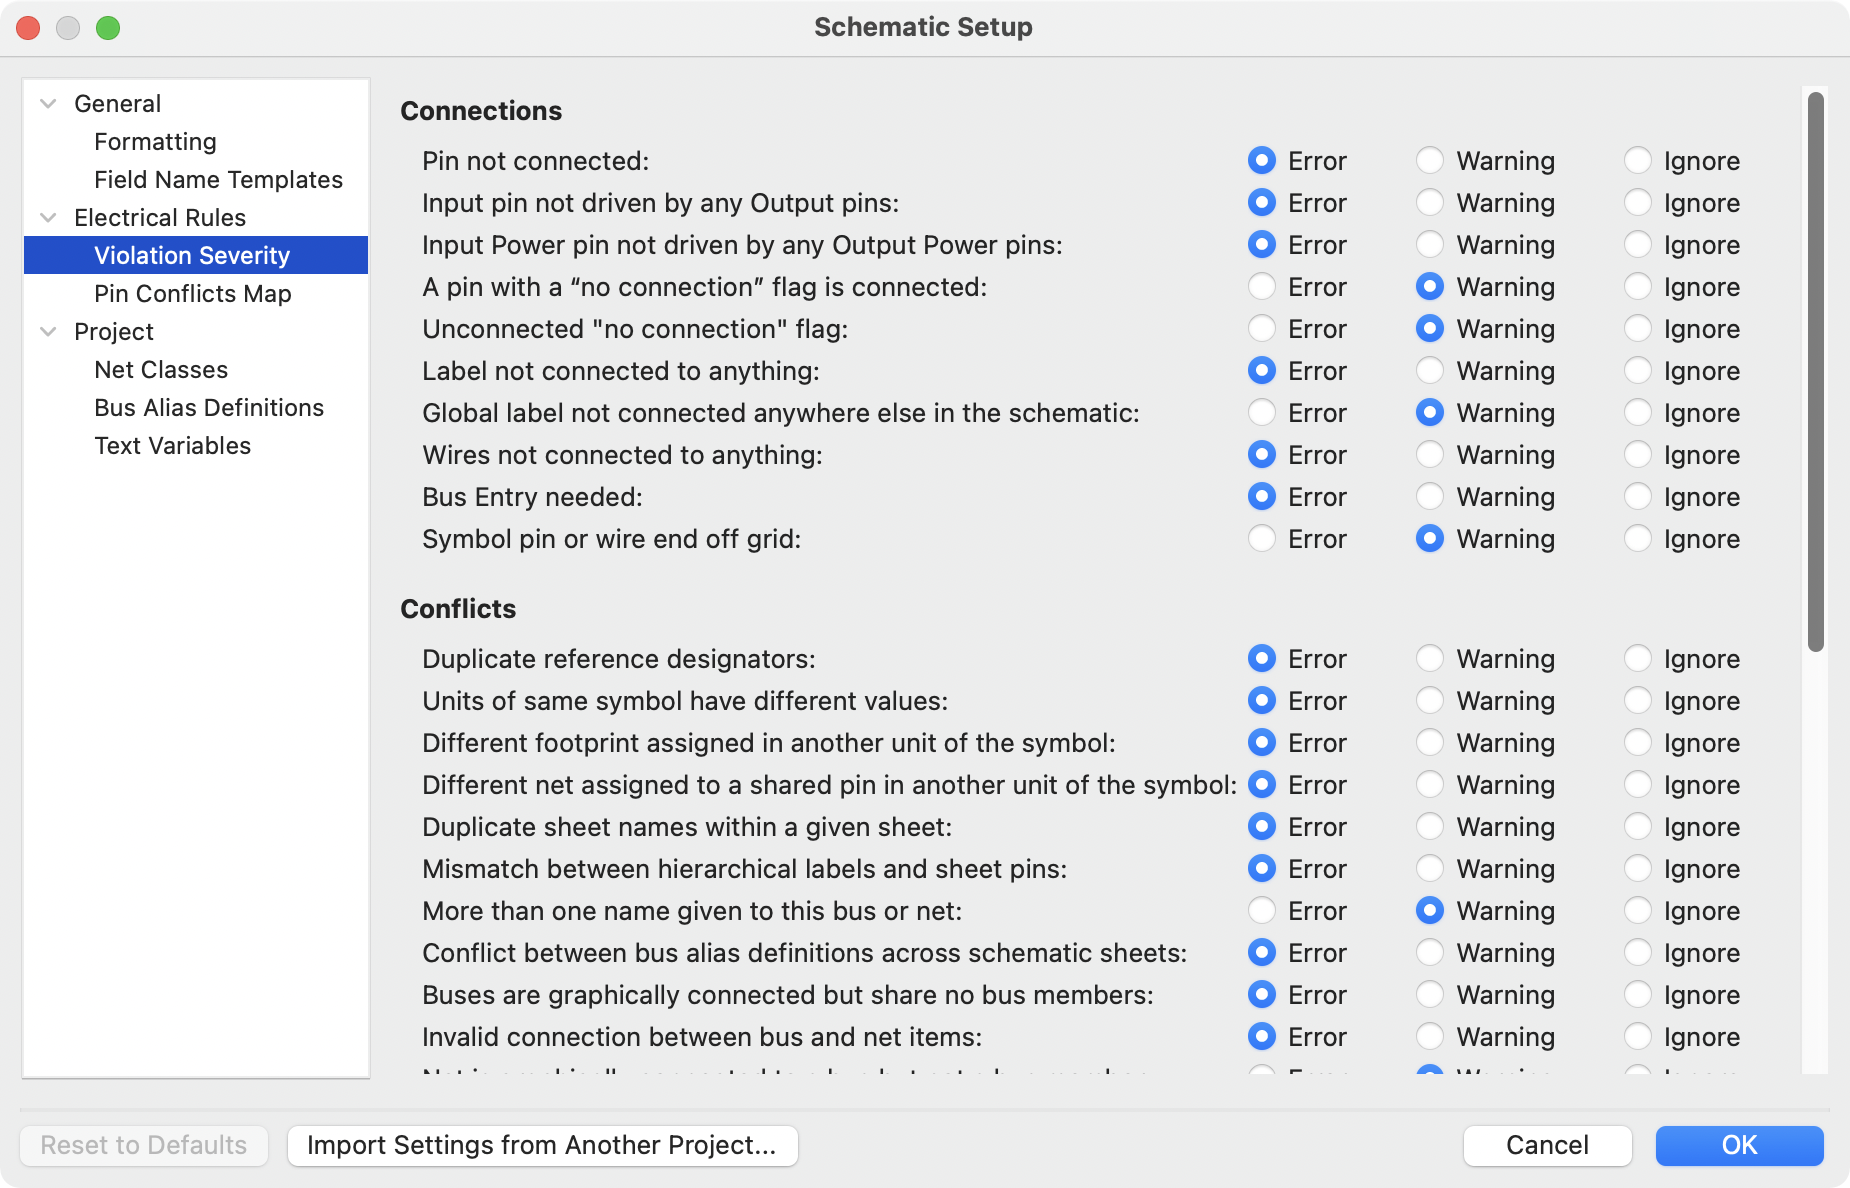 Schematic Setup
General
Formatting
Field Name Templates
Electrical Rules
Violation Severity
Pin Conflicts Map
Project
Net Classes
Bus Alias Definitions
Text Variables
Connections
Pin not connected: Error Warning Ignore
Input pin not driven by any Output pins: Error Warning Ignore
Input Power pin not driven by any Output Power pins: Error Warning Ignore
A pin with a “no connection” flag is connected: Error Warning Ignore
Unconnected "no connection" flag: Error Warning Ignore
Label not connected to anything: Error Warning Ignore
Global label not connected anywhere else in the schematic: Error Warning Ignore
Wires not connected to anything: Error Warning Ignore
Bus Entry needed: Error Warning Ignore
Symbol pin or wire end off grid: Error Warning Ignore
Conflicts
Duplicate reference designators: Error Warning Ignore
Units of same symbol have different values: Error Warning Ignore
Different footprint assigned in another unit of the symbol: Error Warning Ignore
Different net assigned to a shared pin in another unit of the symbol: Error Warning Ignore
Duplicate sheet names within a given sheet: Error Warning Ignore
Mismatch between hierarchical labels and sheet pins: Error Warning Ignore
More than one name given to this bus or net: Error Warning Ignore
Conflict between bus alias definitions across schematic sheets: Error Warning Ignore
Buses are graphically connected but share no bus members: Error Warning Ignore
Invalid connection between bus and net items: Error Warning Ignore
Reset to Defaults Import Settings from Another Project... Cancel OK